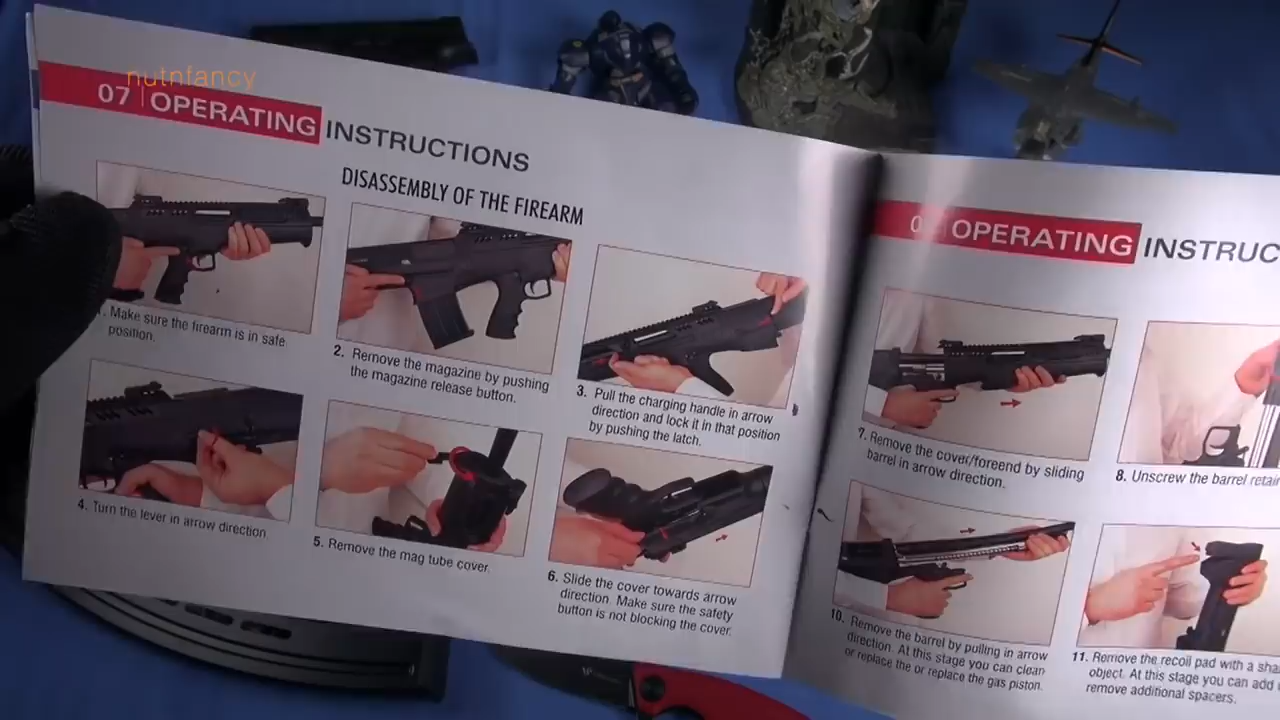 nutnfancy
07 | OPERATING INSTRUCTIONS
DISASSEMBLY OF THE FIREARM
Make sure the firearm is in safe
position.
2. Remove the magazine by pushing
the magazine release button.
3. Pull the charging handle in arrow
direction and lock it in that position
by pushing the latch.
4. Turn the lever in arrow direction.
5. Remove the mag tube cover.
6. Slide the cover towards arrow
direction. Make sure the safety
button is not blocking the cover.
OPERATING INSTRUC
7. Remove the cover/foreend by sliding
barrel in arrow direction.
8. Unscrew the barrel retai
10. Remove the barrel by pulling in arrow
direction. At this stage you can clean
or replace the or replace the gas piston.
11. Remove the recoil pad with a sha
object. At this stage you can add
remove additional spacers.